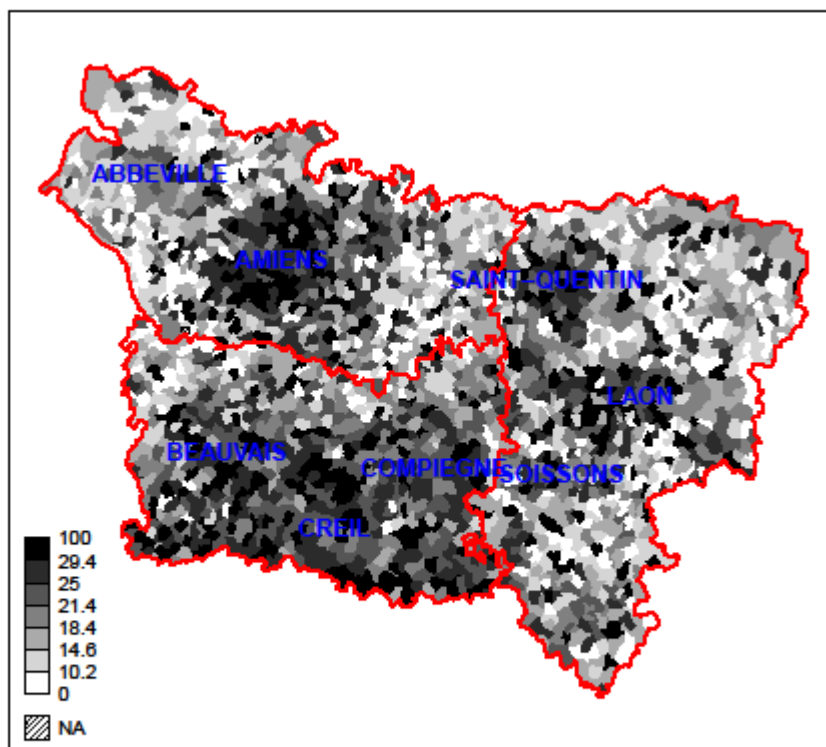 ABBEVILLE
AMIENS
SAINT-QUENTIN
LAON
BEAUVAIS
COMPIEGNE
SOISSONS
CREIL
100
29.4
25
21.4
18.4
14.6
10.2
0
NA